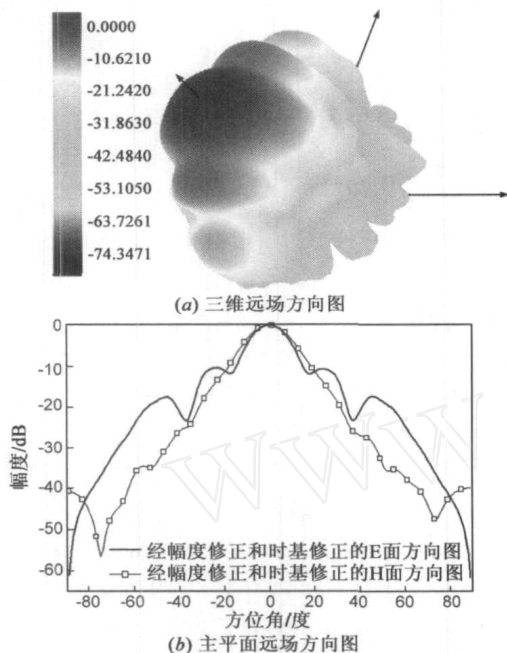 0.0000
-10.6210
-21.2420
-31.8630
-42.4840
-53.1050
-63.7261
-74.3471
(a) 三维远场方向图
0
-10
-20
-30
-40
-50
-60
幅度/dB
WWW
经幅度修正和时基修正的E面方向图
经幅度修正和时基修正的H面方向图
-80 -60 -40 -20 0 20 40 60 80
方位角/度
(b) 主平面远场方向图